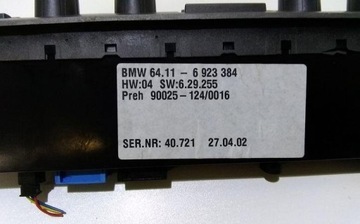 BMW 64.11 - 6 923 384
HW:04 SW:6.29.255
Preh 90025-124/0016
SER.NR: 40.721 27.04.02